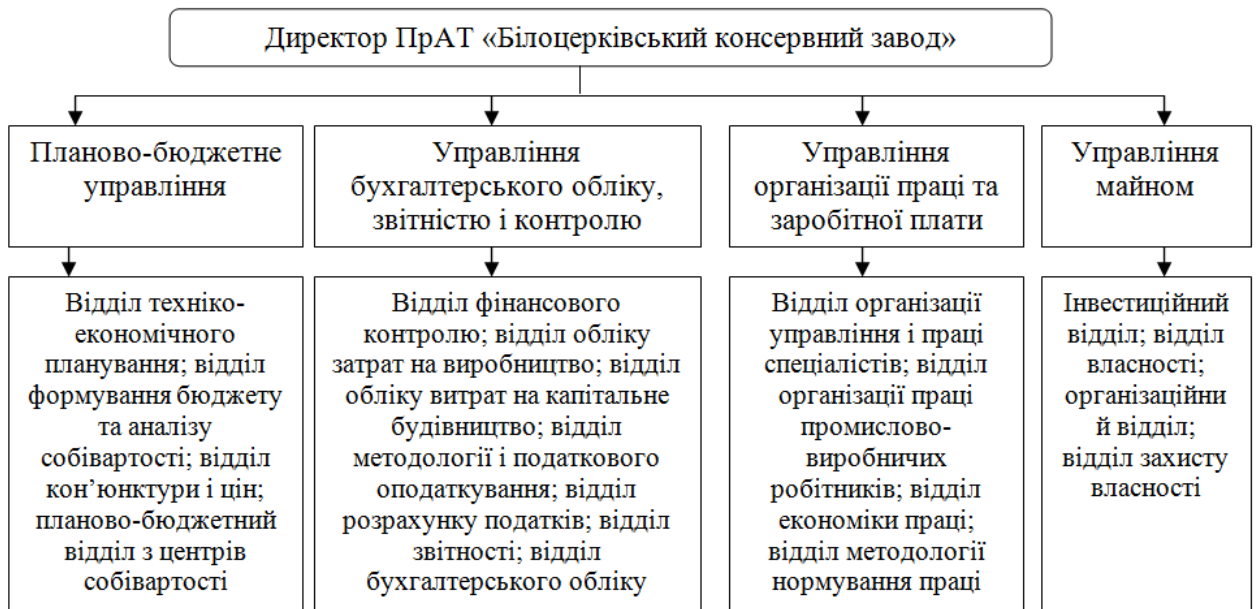 Директор ПрАТ «Білоцерківський консервний завод»
Планово-бюджетне
управління
Управління
бухгалтерського обліку,
звітністю і контролю
Управління
організації праці та
заробітної плати
Управління
майном
Відділ техніко-
економічного
планування; відділ
формування бюджету
та аналізу
собівартості; відділ
кон’юнктури і цін;
планово-бюджетний
відділ з центрів
собівартості
Відділ фінансового
контролю; відділ обліку
затрат на виробництво; відділ
обліку витрат на капітальне
будівництво; відділ
методології і податкового
оподаткування; відділ
розрахунку податків; відділ
звітності; відділ
бухгалтерського обліку
Відділ організації
управління і праці
спеціалістів; відділ
організації праці
промислово-
виробничих
робітників; відділ
економіки праці;
відділ методології
нормування праці
Інвестиційний
відділ; відділ
власності;
організаційни
й відділ;
відділ захисту
власності